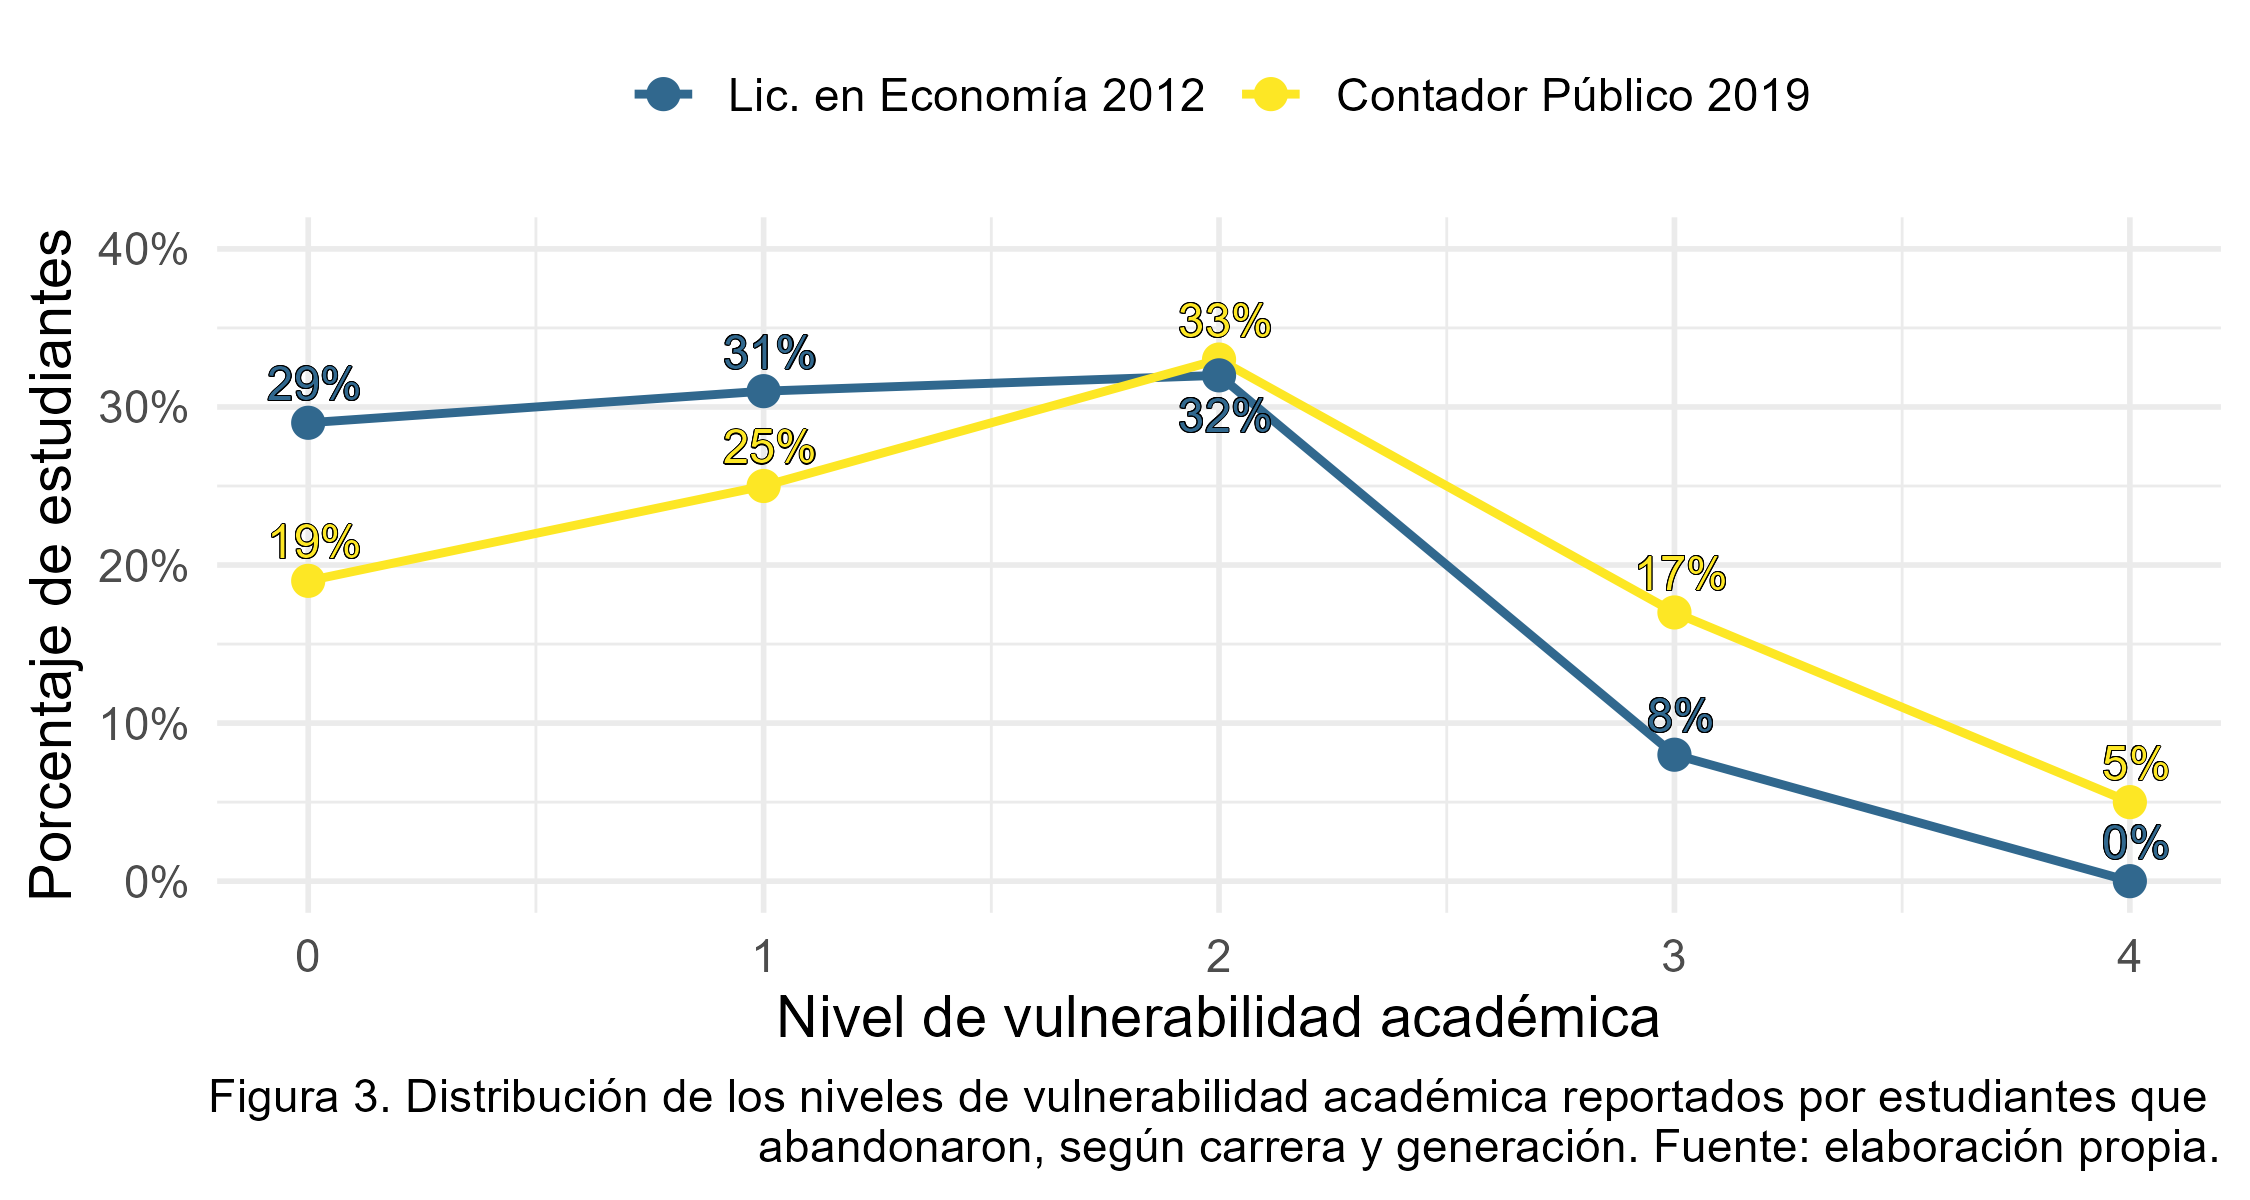 Lic. en Economía 2012 Contador Público 2019
Porcentaje de estudiantes
40%
30%
20%
10%
0%
29%
31%
33%
32%
25%
19%
17%
8%
5%
0%
0 1 2 3 4
Nivel de vulnerabilidad académica
Figura 3. Distribución de los niveles de vulnerabilidad académica reportados por estudiantes que
abandonaron, según carrera y generación. Fuente: elaboración propia.